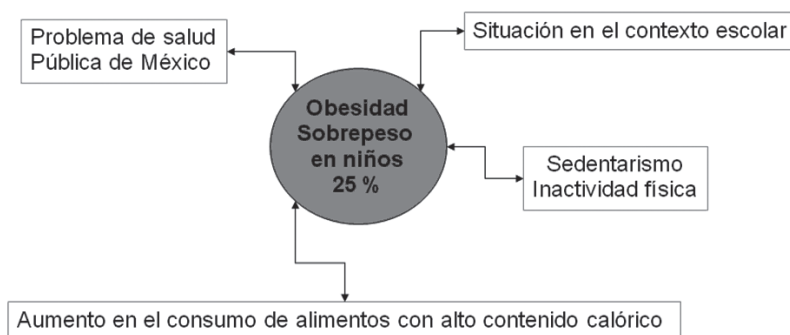 Problema de salud
Pública de México
Situación en el contexto escolar
Obesidad
Sobrepeso
en niños
25 %
Sedentarismo
Inactividad física
Aumento en el consumo de alimentos con alto contenido calórico